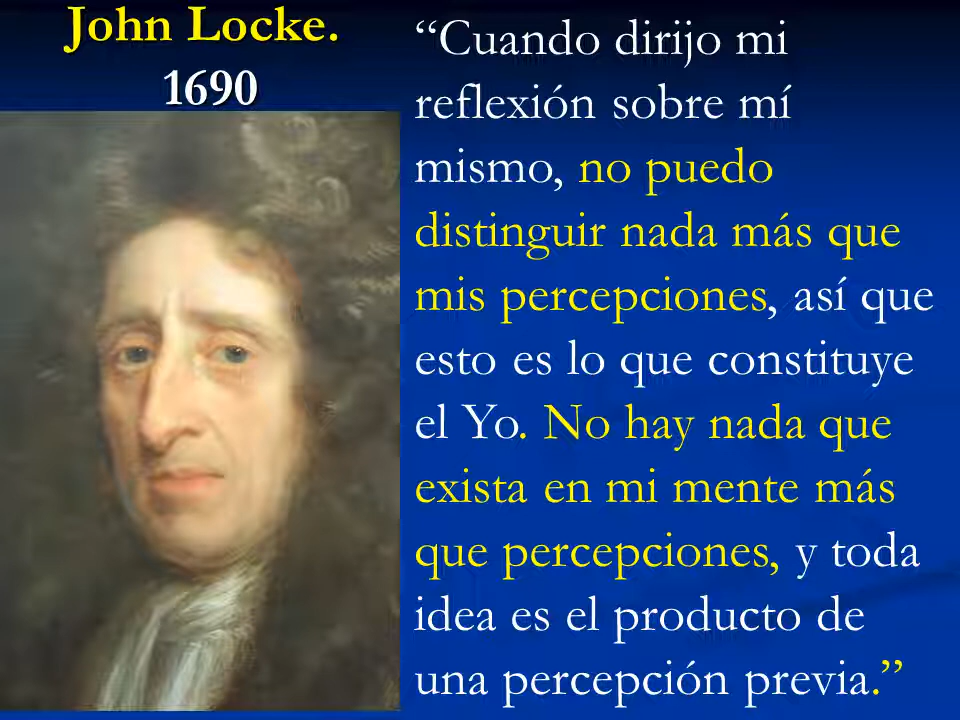 John Locke.
1690
“Cuando dirijo mi
reflexión sobre mí
mismo, no puedo
distinguir nada más que
mis percepciones, así que
esto es lo que constituye
el Yo. No hay nada que
exista en mi mente más
que percepciones, y toda
idea es el producto de
una percepción previa.”